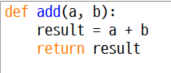 def add(a, b):
    result = a + b
    return result